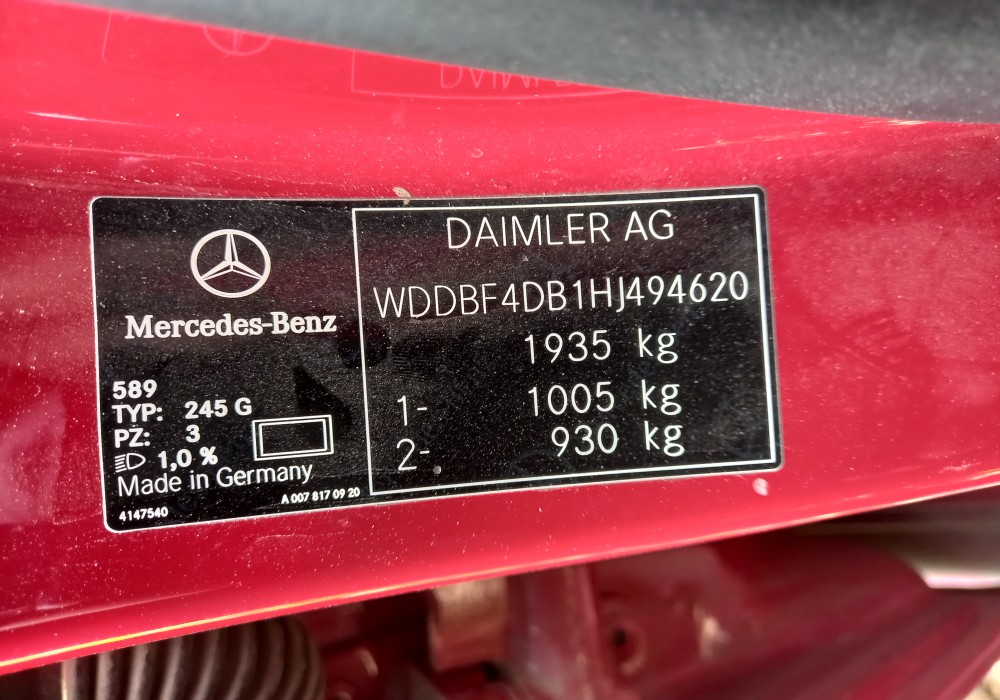 Mercedes-Benz
589
TYP: 245 G
PŽ: 3
1,0 %
Made in Germany
A 007 817 09 20
4147540
DAIMLER AG
WDDBF4DB1HJ494620
1935 kg
1- 1005 kg
2- 930 kg